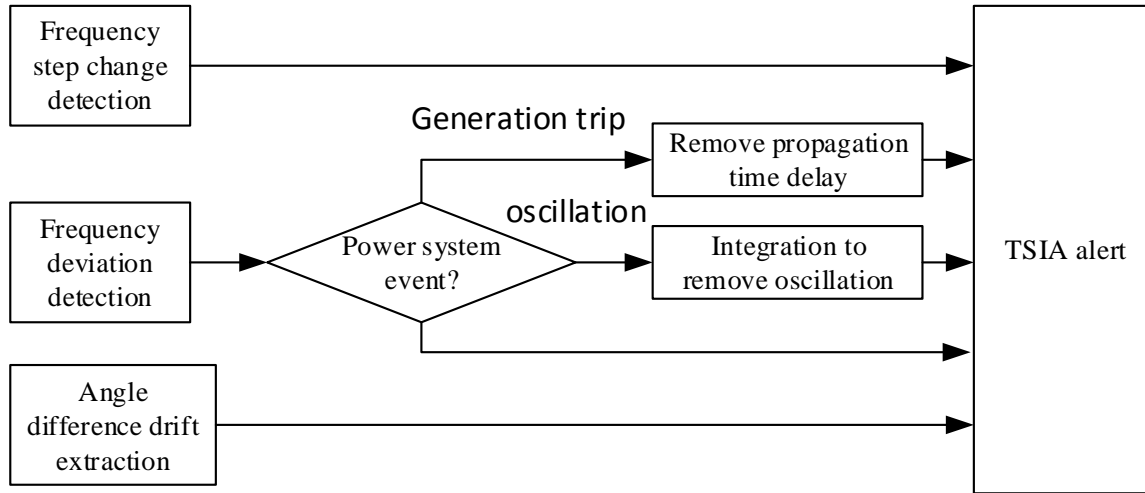 Frequency
step change
detection
Generation trip
Remove propagation
time delay
oscillation
Frequency
deviation
detection
Power system
event?
Integration to
remove oscillation
TSIA alert
Angle
difference drift
extraction